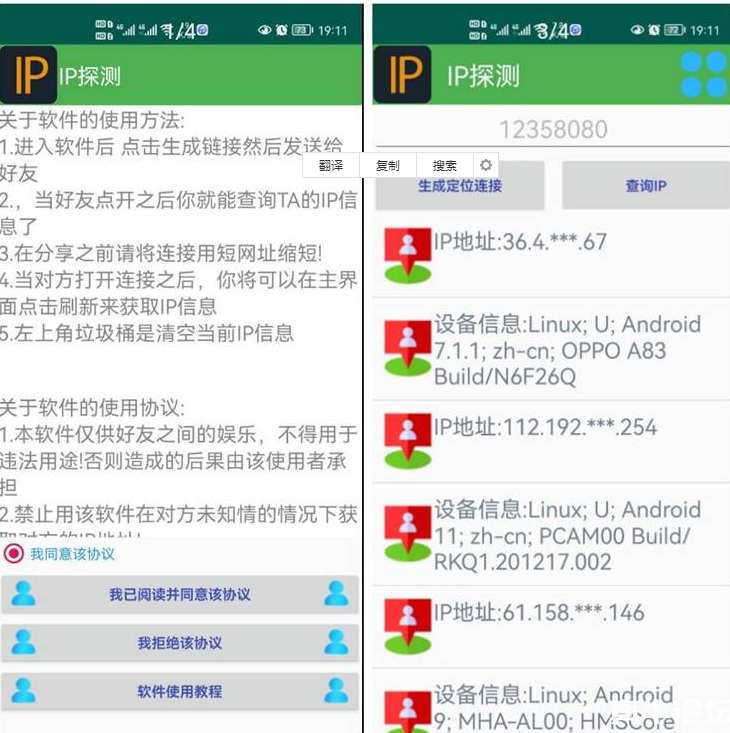 19:11
IP IP探测
关于软件的使用方法:
1.进入软件后 点击生成链接然后发送给
好友
2.，当好友点开之后你就能查询TA的IP信
息了
3.在分享之前请将连接用短网址缩短!
4.当对方打开连接之后，你将可以在主界
面点击刷新来获取IP信息
5.左上角垃圾桶是清空当前IP信息
关于软件的使用协议:
1.本软件仅供好友之间的娱乐，不得用于
违法用途!否则造成的后果由该使用者承
担
2.禁止用该软件在对方未知情的情况下获
我同意该协议
我已阅读并同意该协议
我拒绝该协议
软件使用教程
翻译 复制 搜索
19:11
IP IP探测
12358080
生成定位连接 查询IP
IP地址:36.4.***.67
设备信息:Linux; U; Android
7.1.1; zh-cn; OPPO A83
Build/N6F26Q
IP地址:112.192.***.254
设备信息:Linux; U; Android
11; zh-cn; PCAM00 Build/
RKQ1.201217.002
IP地址:61.158.***.146
设备信息:Linux; Android
9; MHA-AL00; HMSCore